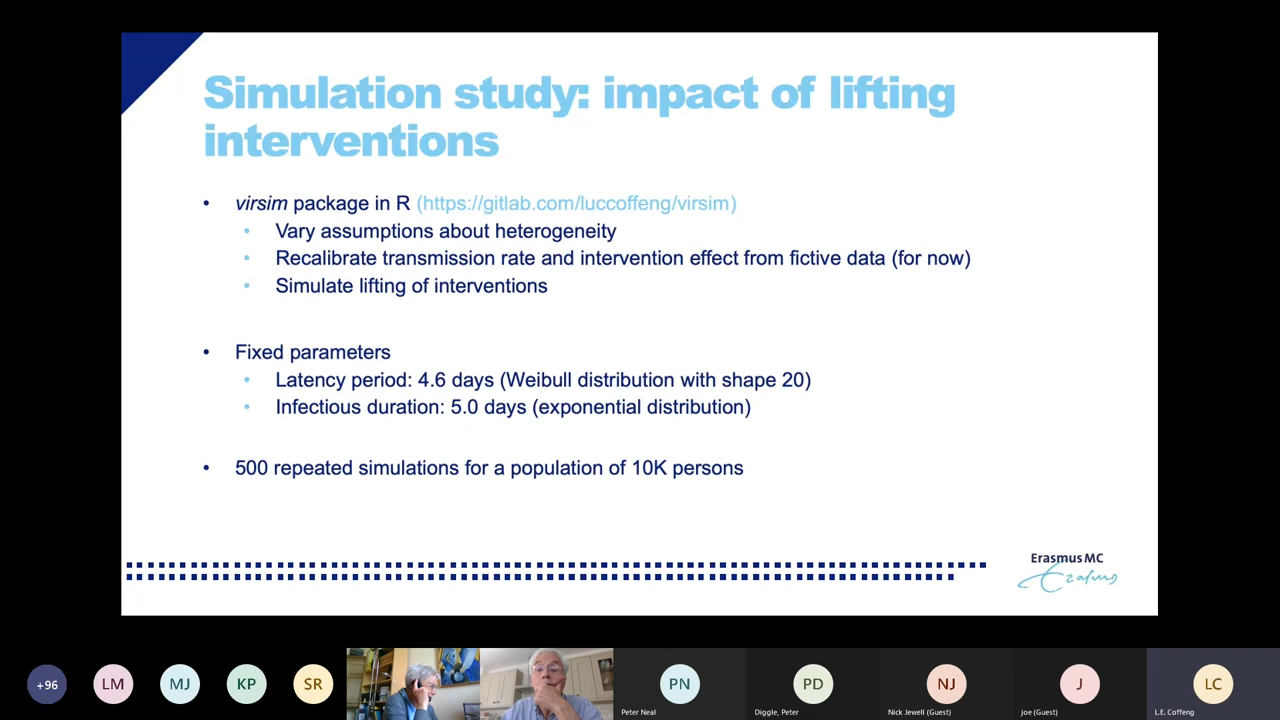 Simulation study: impact of lifting
interventions
• virsim package in R (https://gitlab.com/luccoffeng/virsim)
• Vary assumptions about heterogeneity
• Recalibrate transmission rate and intervention effect from fictive data (for now)
• Simulate lifting of interventions
• Fixed parameters
• Latency period: 4.6 days (Weibull distribution with shape 20)
• Infectious duration: 5.0 days (exponential distribution)
• 500 repeated simulations for a population of 10K persons
Erasmus MC
Erasmus
+96
LM
MJ
KP
SR
PN
Peter Neal
PD
Diggle, Peter
NJ
Nick Jewell (Guest)
J
joe (Guest)
LC
L.E. Coffeng